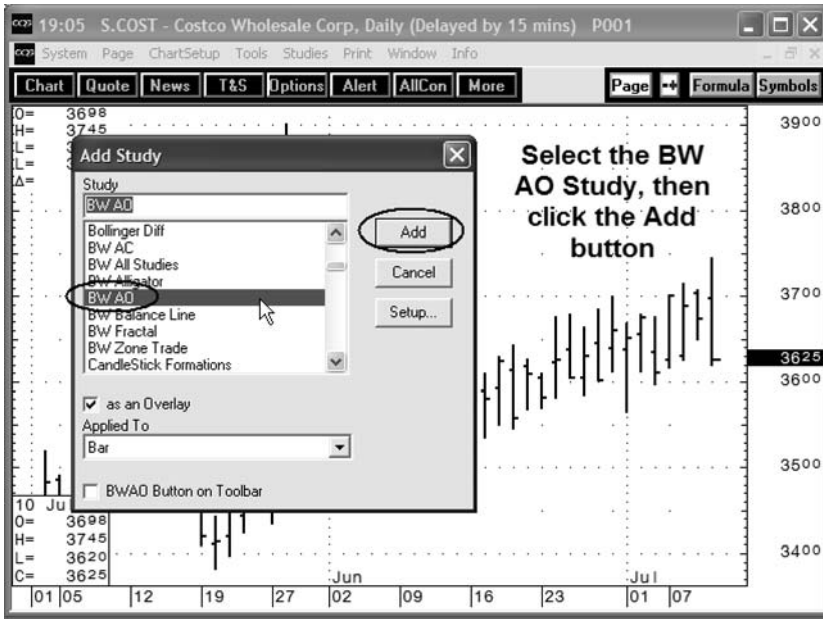 CQG 19:05 S.COST - Costco Wholesale Corp, Daily (Delayed by 15 mins) P001
CQG System Page ChartSetup Tools Studies Print Window Info
Chart Quote News T&S Options Alert AllCon More Page -+ Formula Symbols
O= 3698
H= 3745
L=
L=
Δ=
Add Study
Study
BW AO
Bollinger Diff
BW AC
BW All Studies
BW Alligator
BW AO
BW Balance Line
BW Fractal
BW Zone Trade
CandleStick Formations
Add
Cancel
Setup...
as an Overlay
Applied To
Bar
BWAO Button on Toolbar
Select the BW
AO Study, then
click the Add
button
3900
3800
3700
3625
3600
3500
3400
10 Ju
O= 3698
H= 3745
L= 3620
C= 3625
Jun Jul
01 05 12 19 27 02 09 16 23 01 07